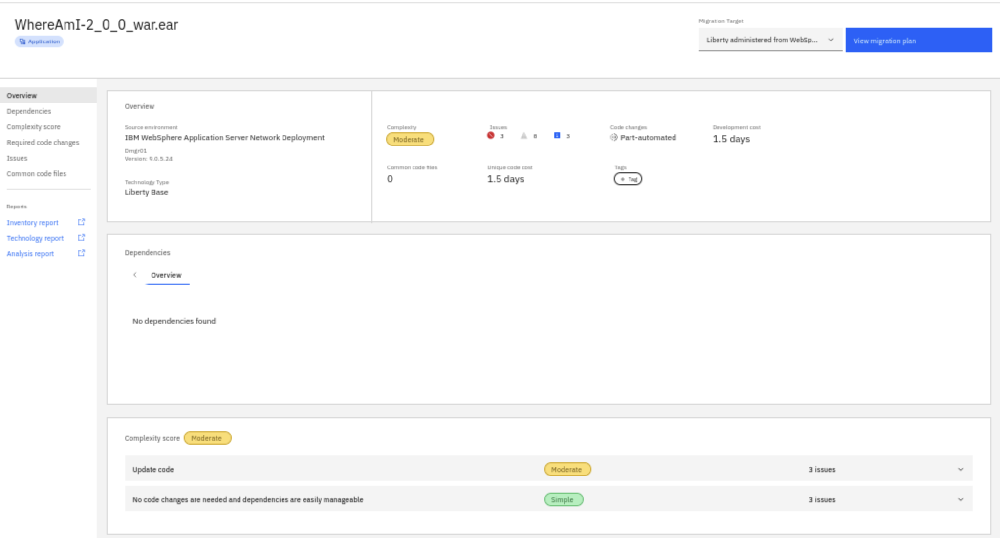 WhereAmI-2_0_0_war.ear
Application
Migration Target
Liberty administered from WebSp...
View migration plan
Overview
Dependencies
Complexity score
Required code changes
Issues
Common code files
Reports
Inventory report
Technology report
Analysis report
Overview
Source environment
IBM WebSphere Application Server Network Deployment
Dmgr01
Version: 9.0.5.24
Technology Type
Liberty Base
Complexity
Moderate
Issues
3
3
Code changes
Part-automated
Development cost
1.5 days
Common code files
0
Unique code cost
1.5 days
Tags
+ Tag
Dependencies
Overview
No dependencies found
Complexity score
Moderate
Update code
Moderate
3 issues
No code changes are needed and dependencies are easily manageable
Simple
3 issues